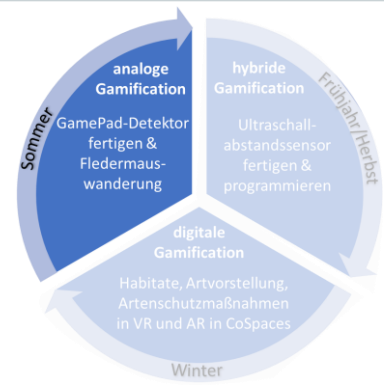 analoge
Gamification
GamePad-Detektor
fertigen &
Fledermaus-
wanderung
Sommer
hybride
Gamification
Ultraschall-
abstandssensor
fertigen &
programmieren
Frühjahr/Herbst
digitale
Gamification
Habitate, Artvorstellung,
Artenschutzmaßnahmen
in VR und AR in CoSpaces
Winter